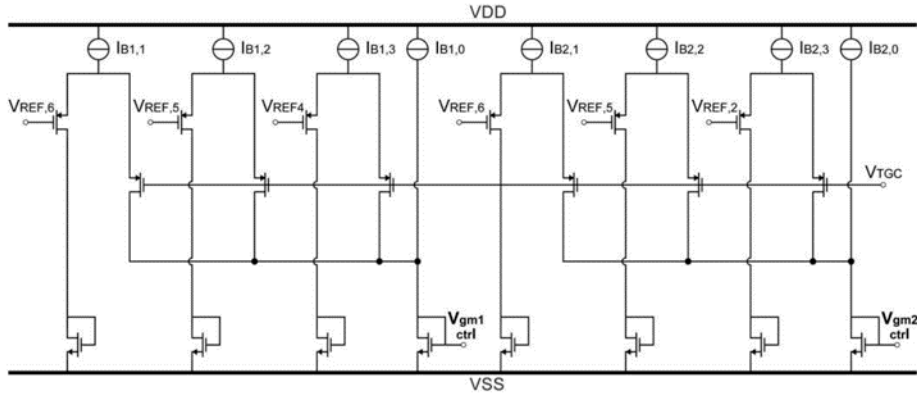 VDD
IB1,1 IB1,2 IB1,3 IB1,0 IB2,1 IB2,2 IB2,3 IB2,0
VREF,6 VREF,5 VREF4 VREF,6 VREF,5 VREF,2
VTGC
Vgm1 Vgm2
ctrl ctrl
VSS